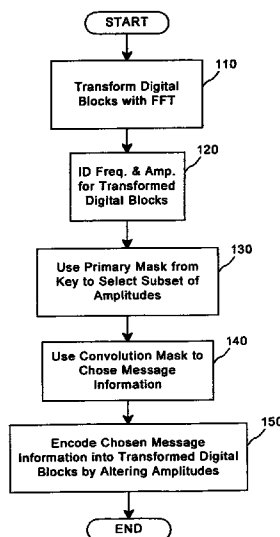 START
110
Transform Digital
Blocks with FFT
120
ID Freq. & Amp.
for Transformed
Digital Blocks
130
Use Primary Mask from
Key to Select Subset of
Amplitudes
140
Use Convolution Mask to
Chose Message
Information
150
Encode Chosen Message
Information into Transformed Digital
Blocks by Altering Amplitudes
END